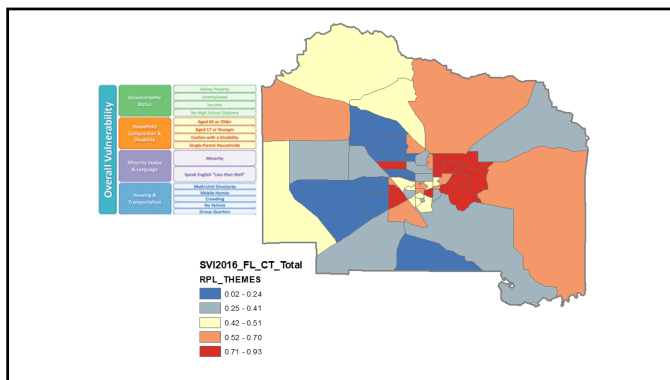 Overall Vulnerability
Socioeconomic
Status
Below Poverty
Unemployed
Income
No High School Diploma
Household
Composition &
Disability
Aged 65 or Older
Aged 17 or Younger
Civilian with a Disability
Single-Parent Households
Minority Status
& Language
Minority
Speak English "Less than Well"
Housing &
Transportation
Multi-Unit Structures
Mobile Homes
Crowding
No Vehicle
Group Quarters
SVI2016_FL_CT_Total
RPL_THEMES
0.02 - 0.24
0.25 - 0.41
0.42 - 0.51
0.52 - 0.70
0.71 - 0.93